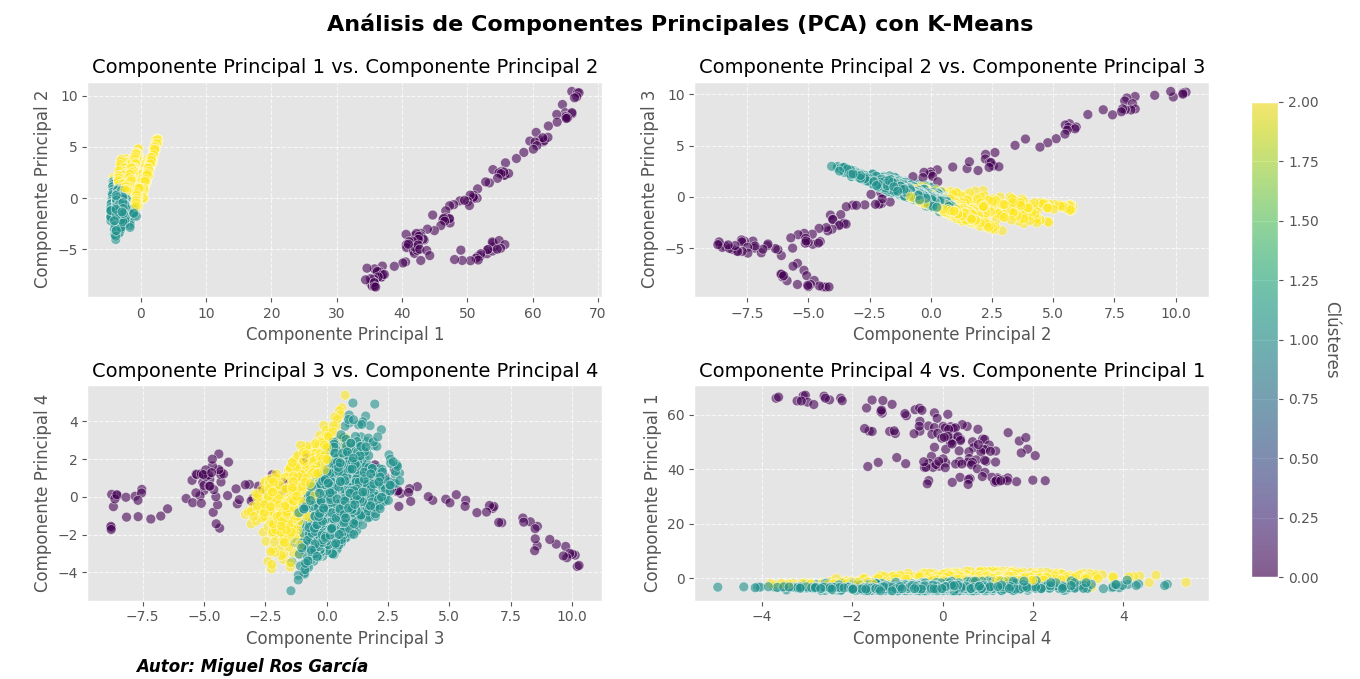 Análisis de Componentes Principales (PCA) con K-Means
Componente Principal 1 vs. Componente Principal 2
Componente Principal 2
10
5
0
−5
0 10 20 30 40 50 60 70
Componente Principal 1
Componente Principal 2 vs. Componente Principal 3
Componente Principal 3
10
5
0
−5
−7.5 −5.0 −2.5 0.0 2.5 5.0 7.5 10.0
Componente Principal 2
Componente Principal 3 vs. Componente Principal 4
Componente Principal 4
4
2
0
−2
−4
−7.5 −5.0 −2.5 0.0 2.5 5.0 7.5 10.0
Componente Principal 3
Componente Principal 4 vs. Componente Principal 1
Componente Principal 1
60
40
20
0
−4 −2 0 2 4
Componente Principal 4
2.00
1.75
1.50
1.25
1.00
0.75
0.50
0.25
0.00
Clústeres
Autor: Miguel Ros García